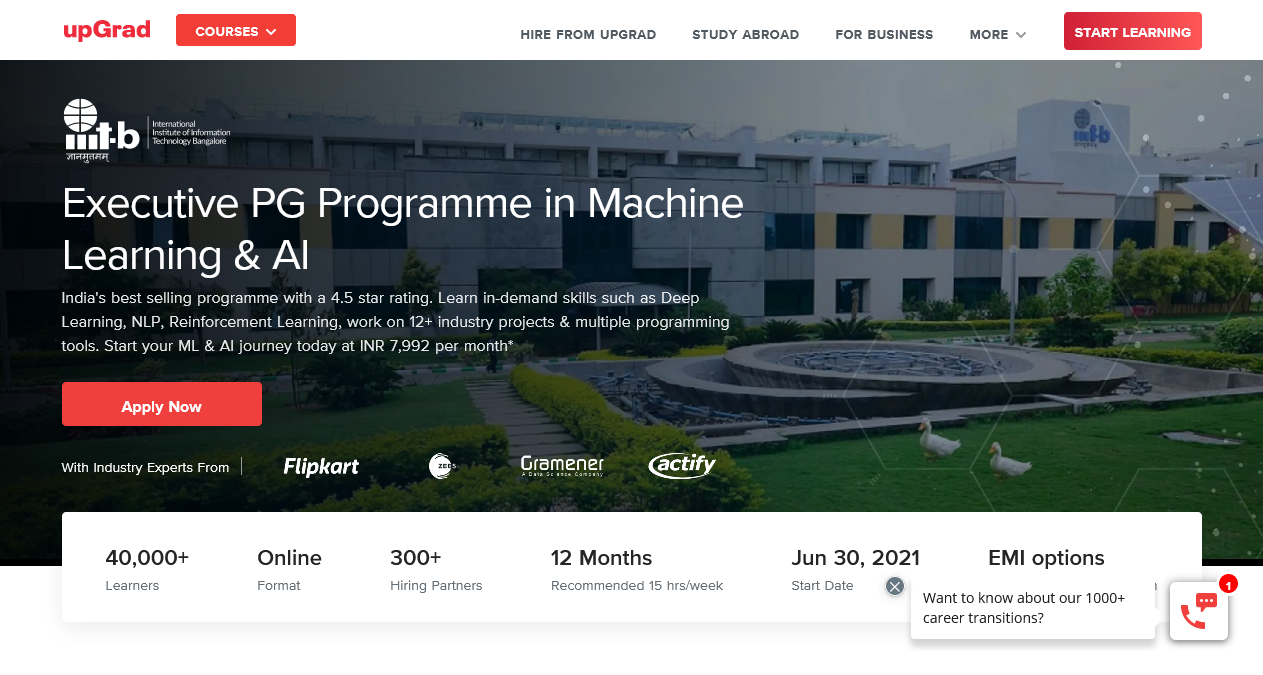 upGrad
COURSES
HIRE FROM UPGRAD
STUDY ABROAD
FOR BUSINESS
MORE
START LEARNING
iiit-b
International
Institute of Information
Technology Bangalore
ज्ञानमुत्तमम्
iiit-b
Executive PG Programme in Machine
Learning & AI
India's best selling programme with a 4.5 star rating. Learn in-demand skills such as Deep
Learning, NLP, Reinforcement Learning, work on 12+ industry projects & multiple programming
tools. Start your ML & AI journey today at INR 7,992 per month*
Apply Now
With Industry Experts From
Flipkart
Gramener
A Data Science Company
actify
40,000+
Learners
Online
Format
300+
Hiring Partners
12 Months
Recommended 15 hrs/week
Jun 30, 2021
Start Date
EMI options
Want to know about our 1000+
career transitions?
1